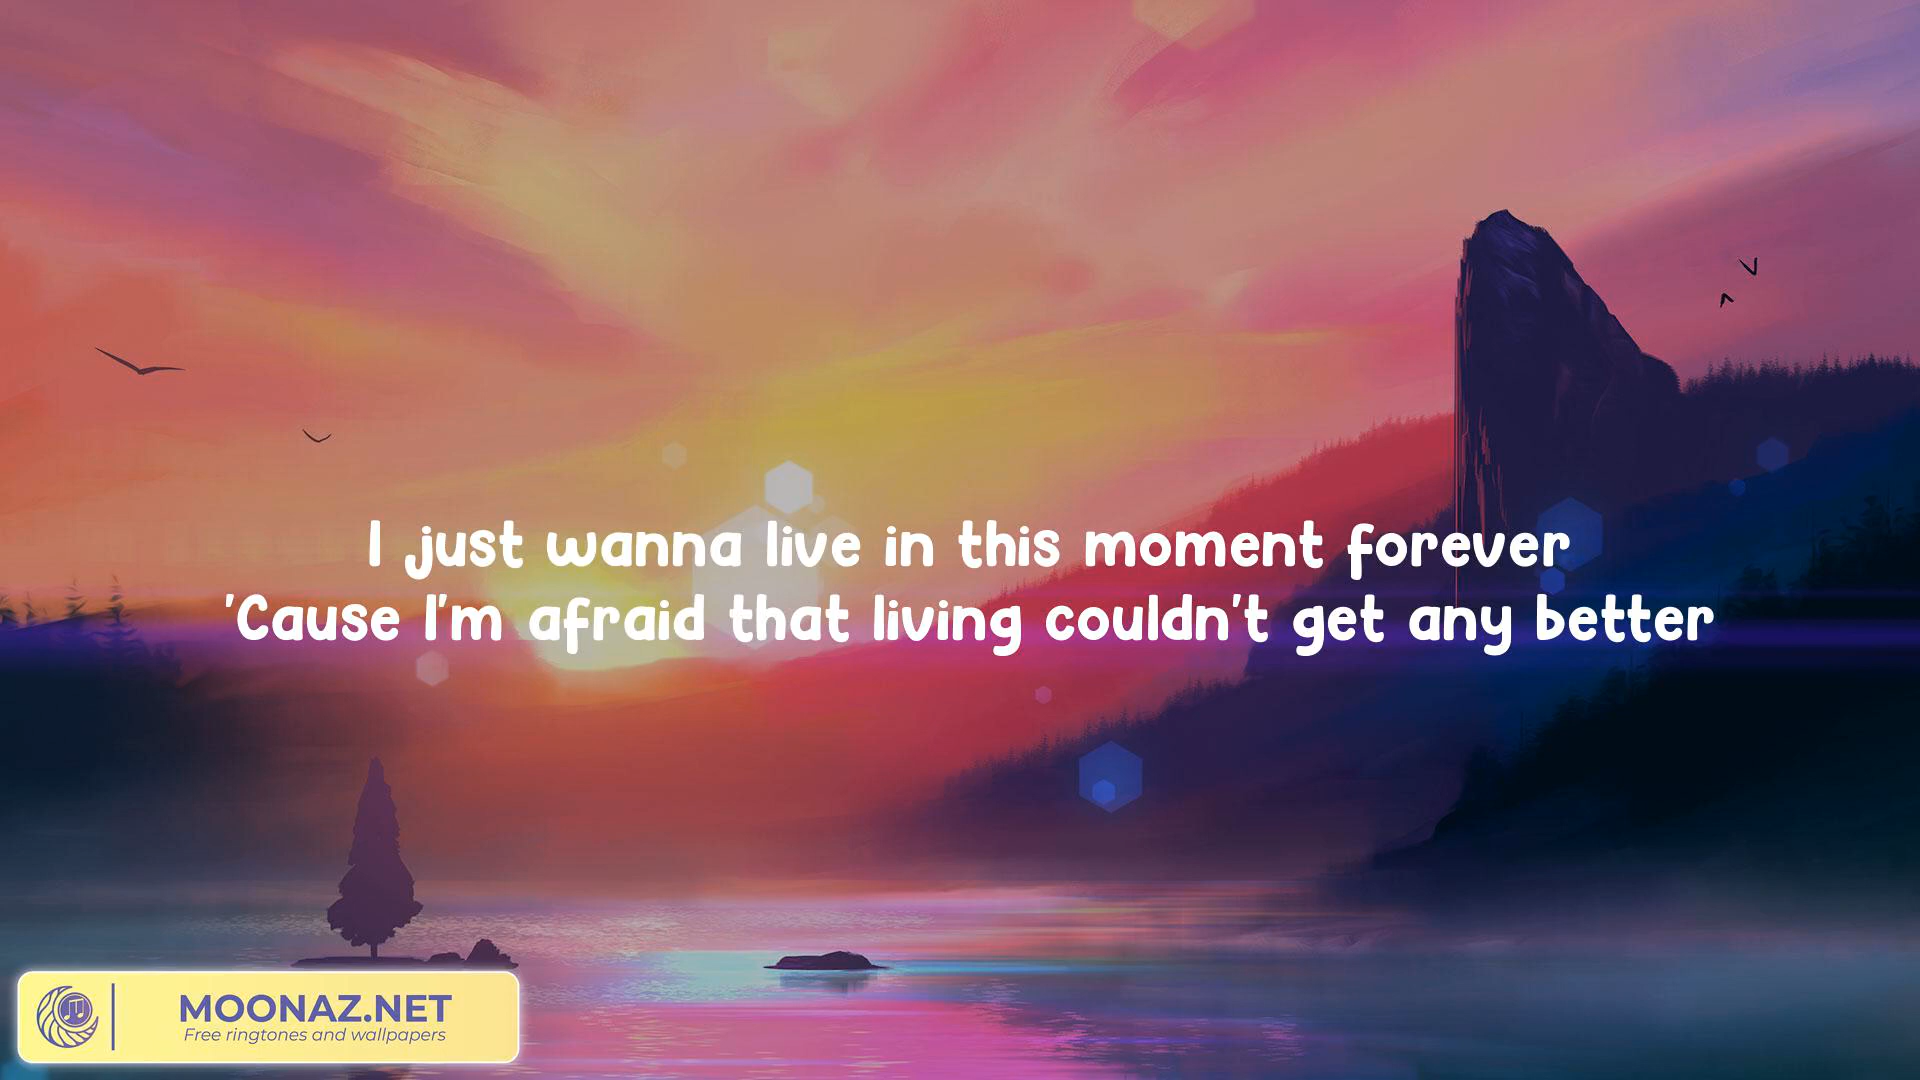 I just wanna live in this moment forever
'Cause I'm afraid that living couldn't get any better
MOONAZ.NET
Free ringtones and wallpapers